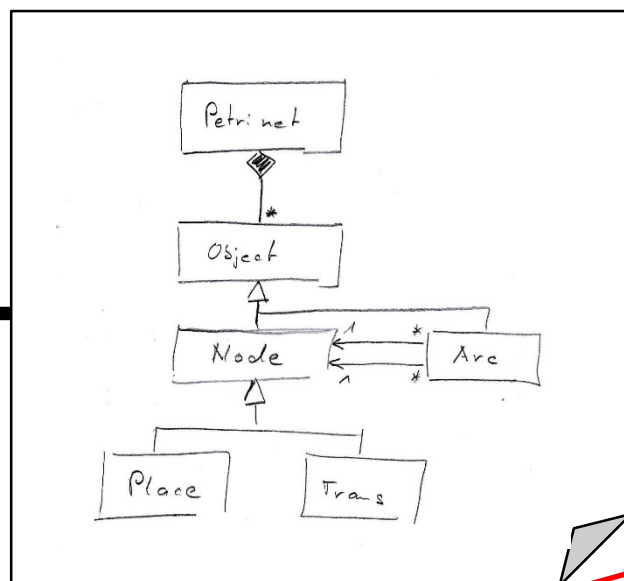 Petrinet
*
Object
1 *
Node
Arc
1 *
Place
Trans